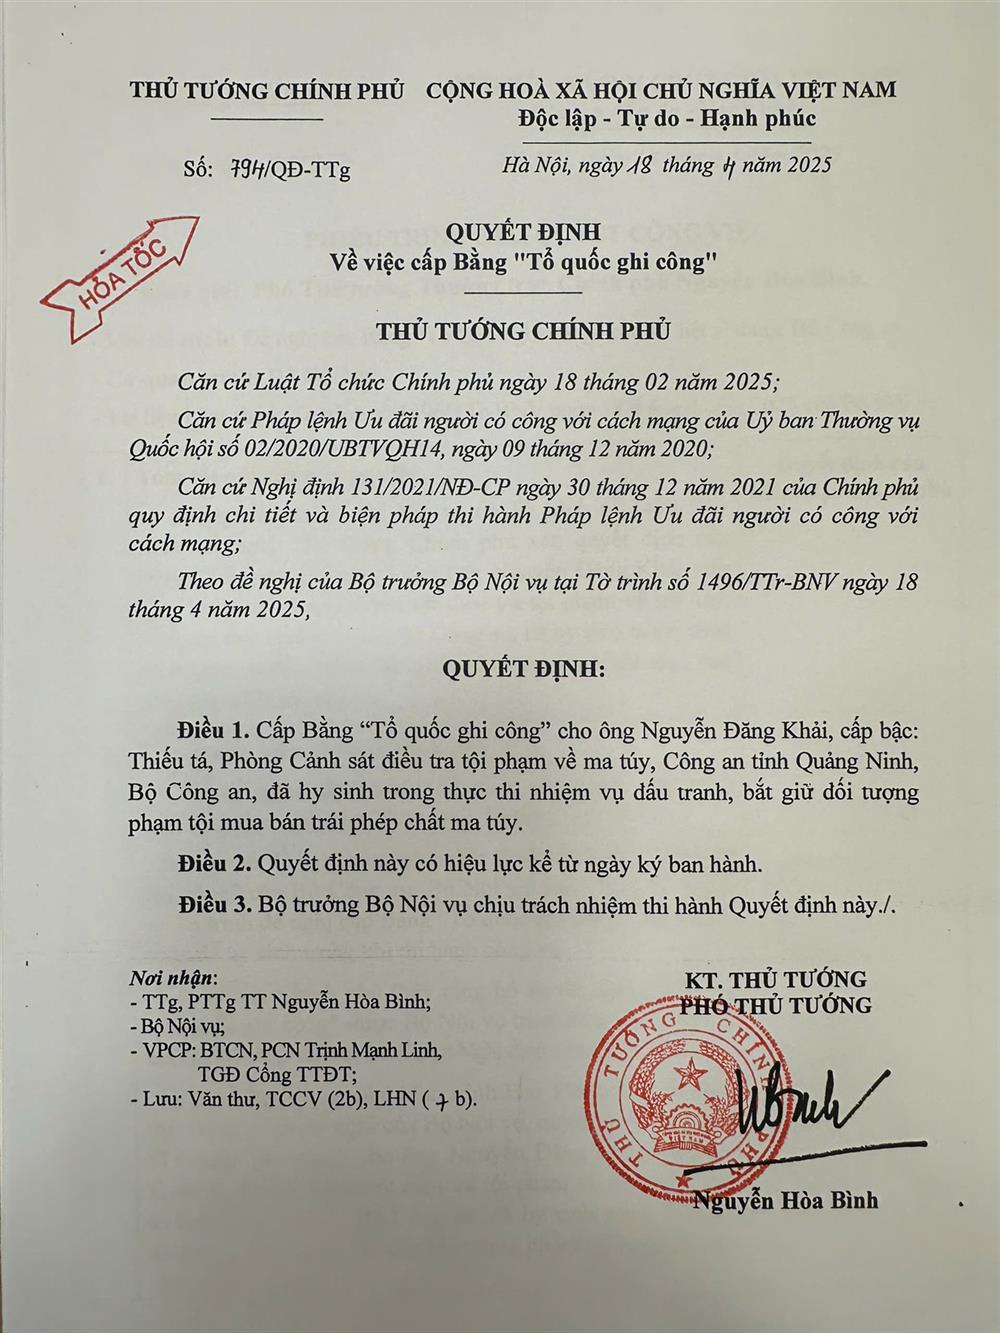 THỦ TƯỚNG CHÍNH PHỦ
CỘNG HOÀ XÃ HỘI CHỦ NGHĨA VIỆT NAM
Độc lập - Tự do - Hạnh phúc
Số: 794/QĐ-TTg
Hà Nội, ngày 18 tháng 4 năm 2025
HỎA TỐC
QUYẾT ĐỊNH
Về việc cấp Bằng "Tổ quốc ghi công"
THỦ TƯỚNG CHÍNH PHỦ
Căn cứ Luật Tổ chức Chính phủ ngày 18 tháng 02 năm 2025;
Căn cứ Pháp lệnh Ưu đãi người có công với cách mạng của Uỷ ban Thường vụ
Quốc hội số 02/2020/UBTVQH14, ngày 09 tháng 12 năm 2020;
Căn cứ Nghị định 131/2021/NĐ-CP ngày 30 tháng 12 năm 2021 của Chính phủ
quy định chi tiết và biện pháp thi hành Pháp lệnh Ưu đãi người có công với
cách mạng;
Theo đề nghị của Bộ trưởng Bộ Nội vụ tại Tờ trình số 1496/TTr-BNV ngày 18
tháng 4 năm 2025,
QUYẾT ĐỊNH:
Điều 1. Cấp Bằng “Tổ quốc ghi công” cho ông Nguyễn Đăng Khải, cấp bậc:
Thiếu tá, Phòng Cảnh sát điều tra tội phạm về ma túy, Công an tỉnh Quảng Ninh,
Bộ Công an, đã hy sinh trong thực thi nhiệm vụ đấu tranh, bắt giữ đối tượng
phạm tội mua bán trái phép chất ma túy.
Điều 2. Quyết định này có hiệu lực kể từ ngày ký ban hành.
Điều 3. Bộ trưởng Bộ Nội vụ chịu trách nhiệm thi hành Quyết định này./.
Nơi nhận:
- TTg, PTTg TT Nguyễn Hòa Bình;
- Bộ Nội vụ;
- VPCP: BTCN, PCN Trịnh Mạnh Linh,
TGĐ Cổng TTĐT;
- Lưu: Văn thư, TCCV (2b), LHN (7b).
KT. THỦ TƯỚNG
PHÓ THỦ TƯỚNG
THỦ TƯỚNG CHÍNH PHỦ
Nguyễn Hòa Bình